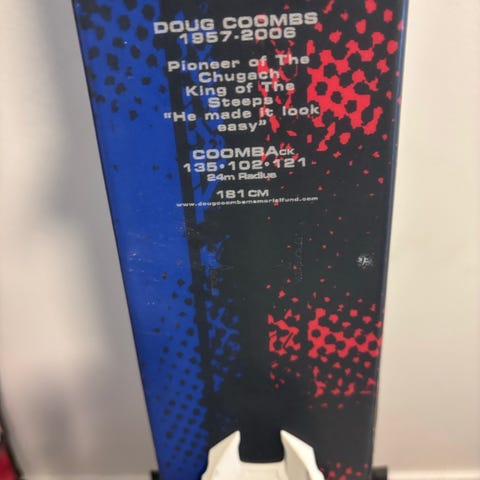 DOUG COOMBS
1957-2006
Pioneer of The
Chugach
King of The
Steeps
"He made it look
easy"
COOMBAck
135•102•121
24m Radius
181CM
www.dougcoombsmemorialfund.com